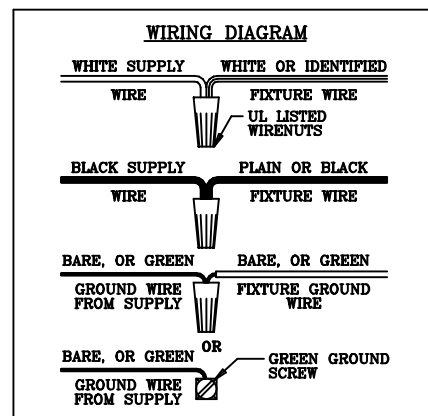 WIRING DIAGRAM
WHITE SUPPLY WHITE OR IDENTIFIED
WIRE FIXTURE WIRE
UL LISTED
WIRENUTS
BLACK SUPPLY PLAIN OR BLACK
WIRE FIXTURE WIRE
BARE, OR GREEN BARE, OR GREEN
GROUND WIRE FIXTURE GROUND
FROM SUPPLY WIRE
OR
BARE, OR GREEN GREEN GROUND
SCREW
GROUND WIRE
FROM SUPPLY